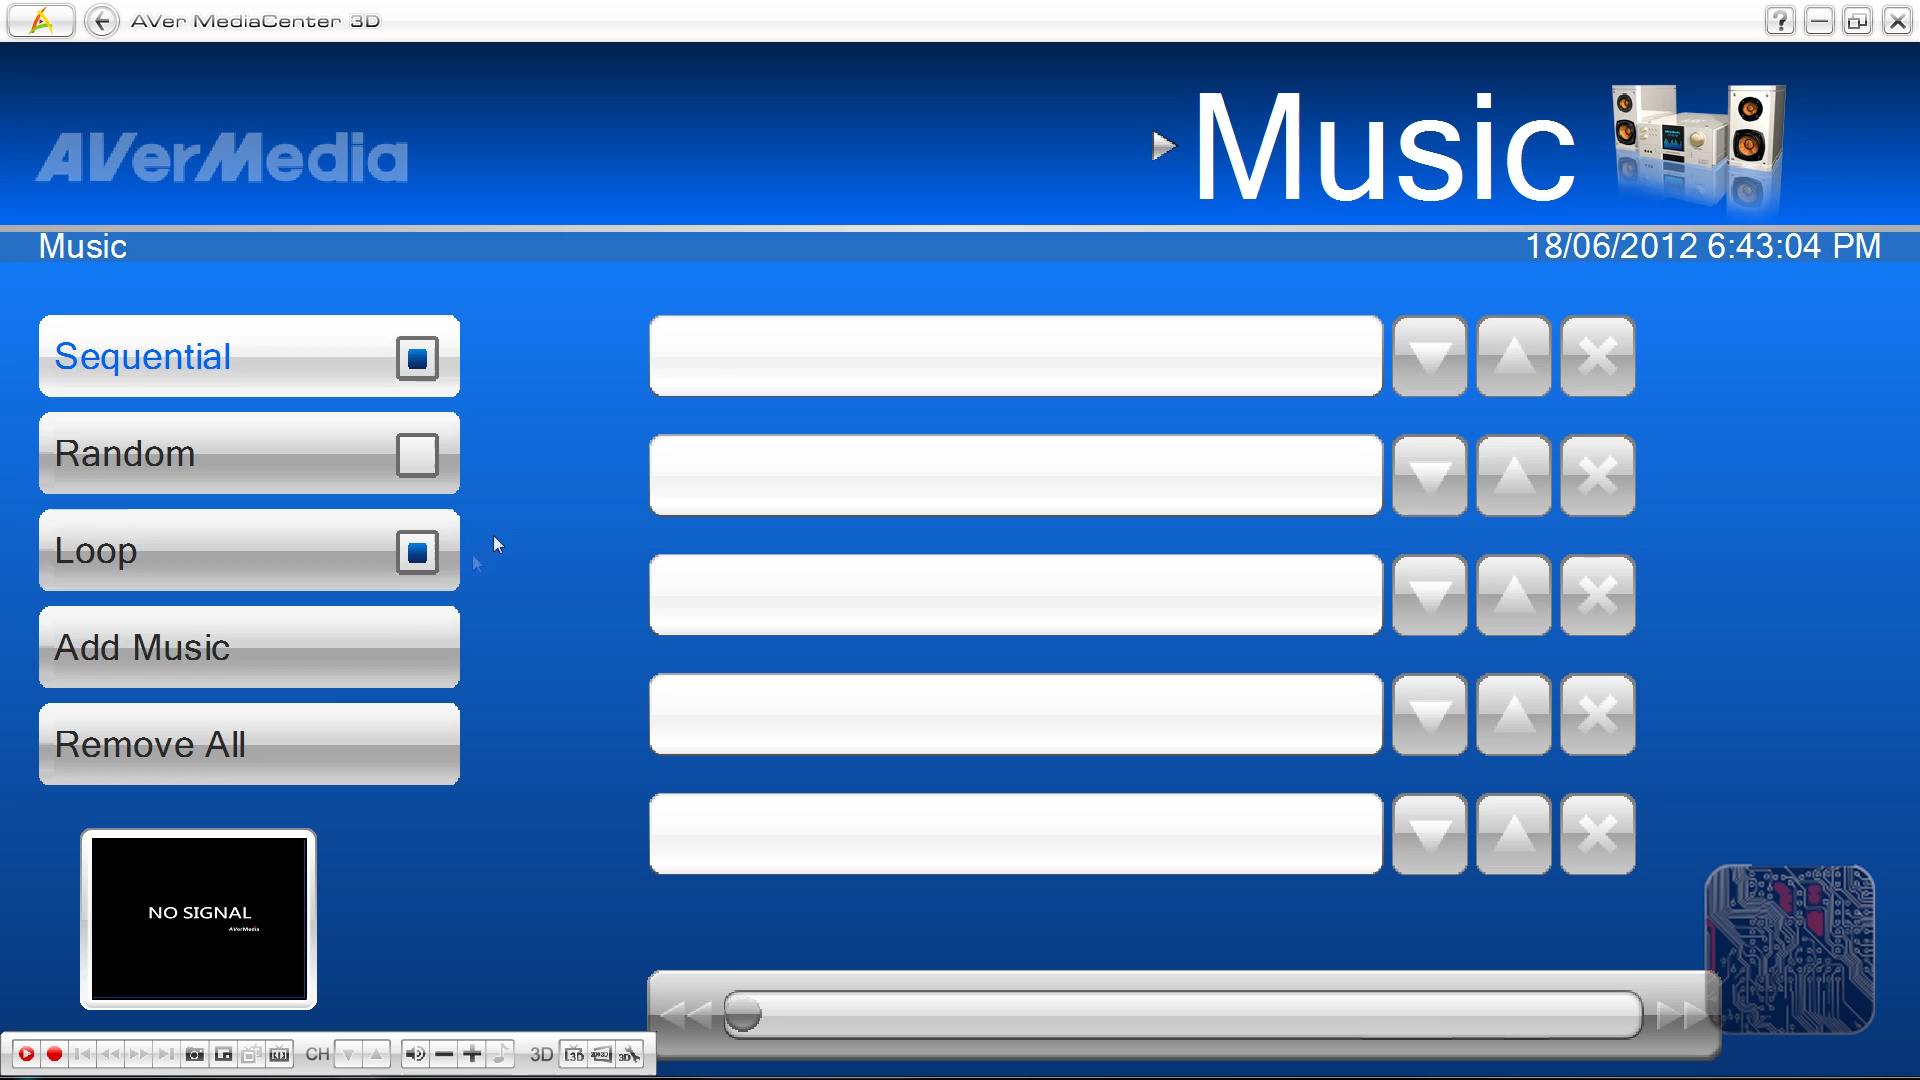 AVer MediaCenter 3D
AVerMedia
Music
Music
18/06/2012 6:43:04 PM
Sequential
Random
Loop
Add Music
Remove All
NO SIGNAL
AVerMedia
CH
3D